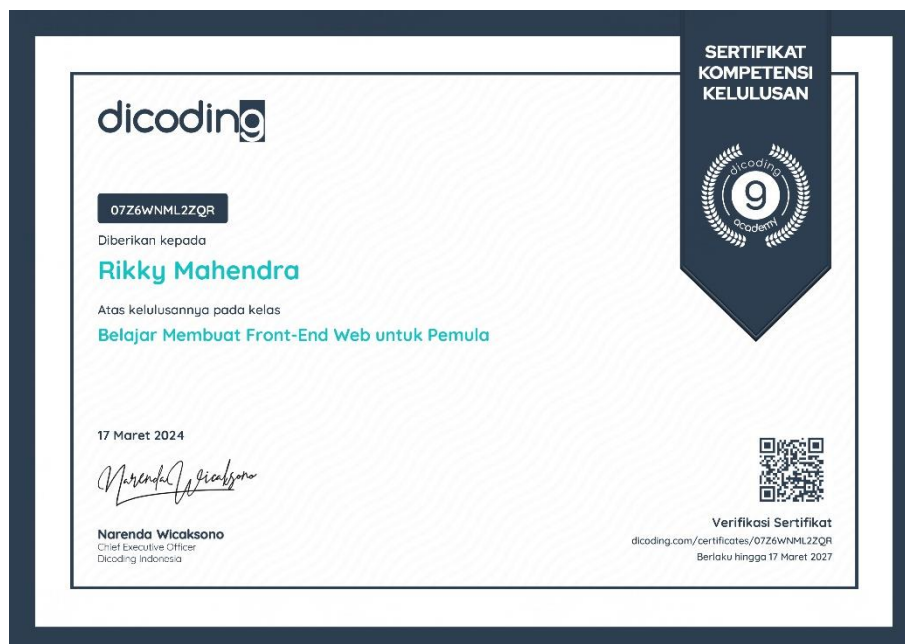 SERTIFIKAT
KOMPETENSI
KELULUSAN
dicoding
dicoding
9
academy
07Z6WNML2ZQR
Diberikan kepada
Rikky Mahendra
Atas kelulusannya pada kelas
Belajar Membuat Front-End Web untuk Pemula
17 Maret 2024
Narenda Wicaksono
Narenda Wicaksono
Chief Executive Officer
Dicoding Indonesia
Verifikasi Sertifikat
dicoding.com/certificates/07Z6WNML2ZQR
Berlaku hingga 17 Maret 2027